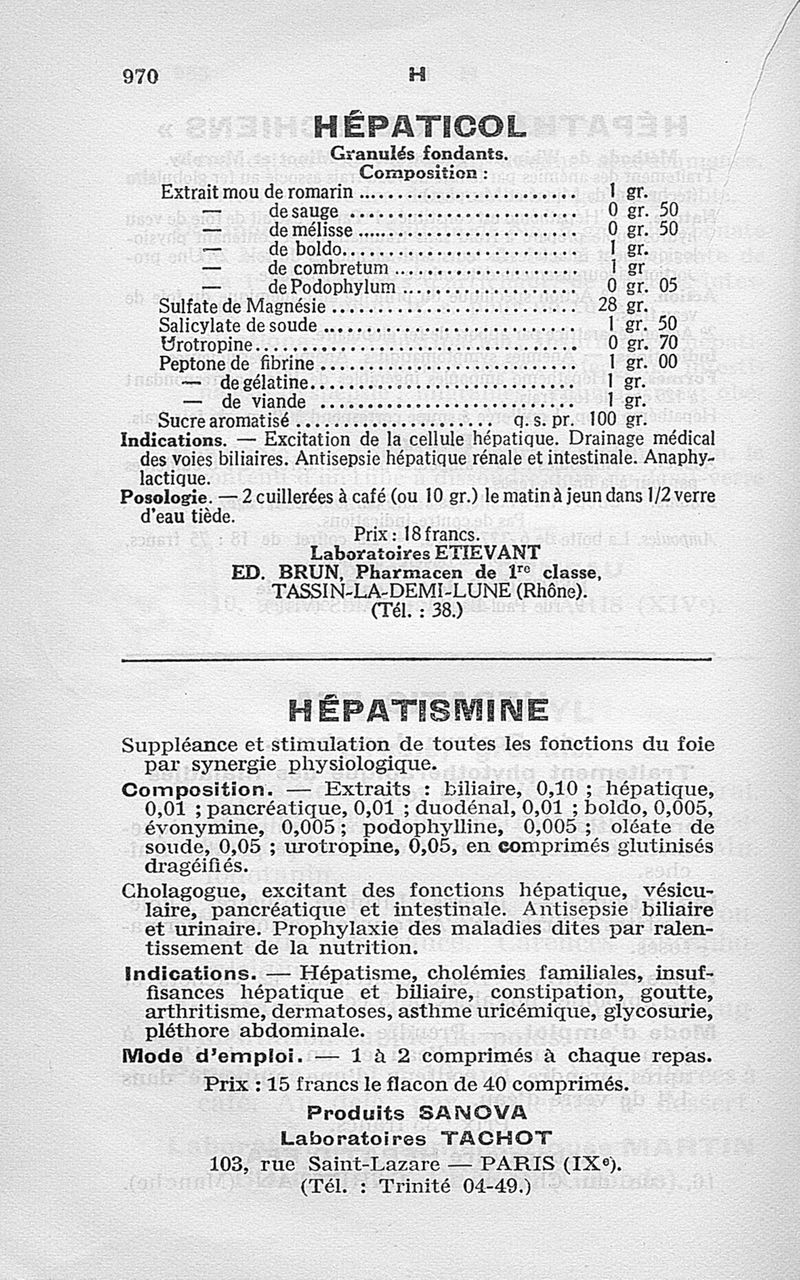 970
H
HÉPATICOL
Granulés fondants.
Composition :
Extrait mou de romarin ........................ 1 gr.
— de sauge ........................ 0 gr. 50
— de mélisse ........................ 0 gr. 50
— de boldo ........................ 1 gr.
— de combretum .................... 1 gr
— de Podophylum .................. 0 gr. 05
Sulfate de Magnésie .......................... 28 gr.
Salicylate de soude .......................... 1 gr. 50
Urotropine.................................. 0 gr. 70
Peptone de fibrine ........................... 1 gr. 00
— de gélatine............................ 1 gr.
— de viande ........................... 1 gr.
Sucre aromatisé ..................... q. s. pr. 100 gr.
Indications. — Excitation de la cellule hépatique. Drainage médical
des voies biliaires. Antisepsie hépatique rénale et intestinale. Anaphy-
lactique.
Posologie. — 2 cuillerées à café (ou 10 gr.) le matin à jeun dans 1/2 verre
d'eau tiède.
Prix : 18 francs.
Laboratoires ETIEVANT
ED. BRUN, Pharmacen de 1re classe,
TASSIN-LA-DEMI-LUNE (Rhône).
(Tél. : 38.)
HÉPATISMINE
Suppléance et stimulation de toutes les fonctions du foie
par synergie physiologique.
Composition. — Extraits : biliaire, 0,10 ; hépatique,
0,01 ; pancréatique, 0,01 ; duodénal, 0,01 ; boldo, 0,005,
évonymine, 0,005 ; podophylline, 0,005 ; oléate de
soude, 0,05 ; urotropine, 0,05, en comprimés glutinisés
dragéifiés.
Cholagogue, excitant des fonctions hépatique, vésicu-
laire, pancréatique et intestinale. Antisepsie biliaire
et urinaire. Prophylaxie des maladies dites par ralen-
tissement de la nutrition.
Indications. — Hépatisme, cholémies familiales, insuf-
fisances hépatique et biliaire, constipation, goutte,
arthritisme, dermatoses, asthme uricémique, glycosurie,
pléthore abdominale.
Mode d'emploi. — 1 à 2 comprimés à chaque repas.
Prix : 15 francs le flacon de 40 comprimés.
Produits SANOVA
Laboratoires TACHOT
103, rue Saint-Lazare — PARIS (IXe).
(Tél. : Trinité 04-49.)